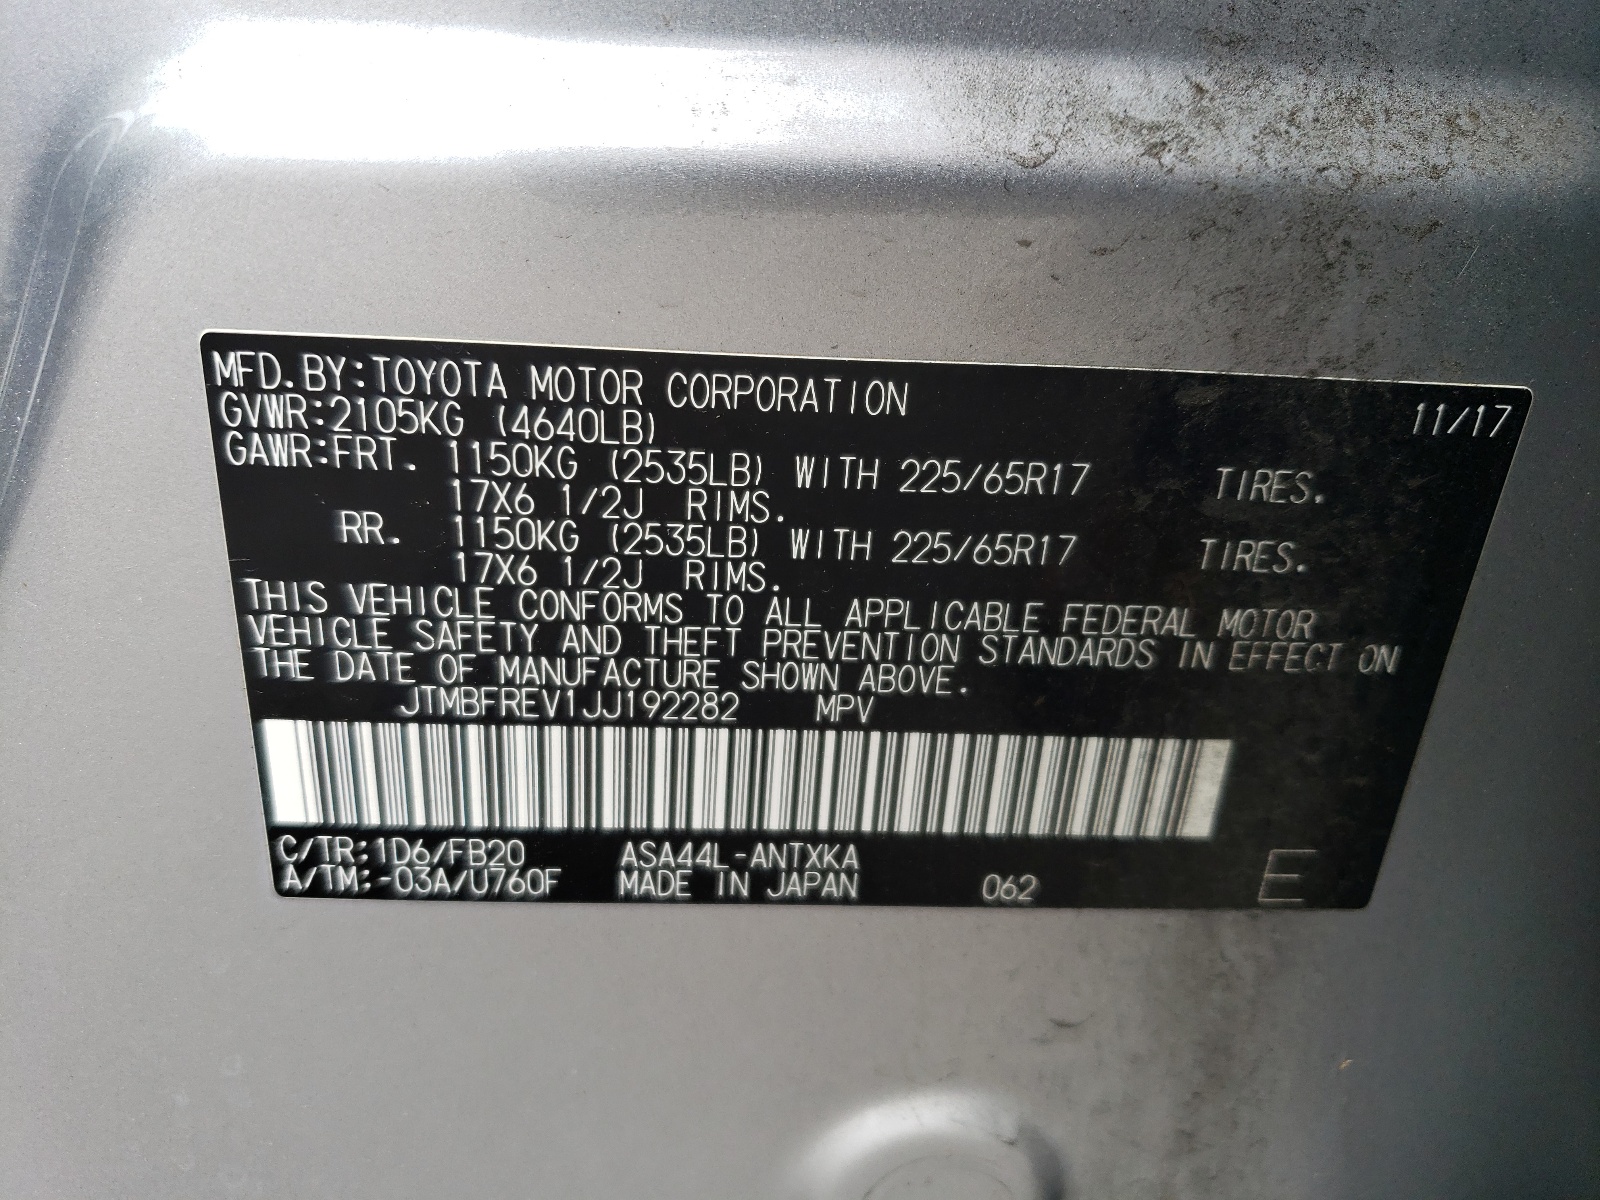 MFD.BY:TOYOTA MOTOR CORPORATION 11/17
GVWR:2105KG (4640LB)
GAWR:FRT. 1150KG (2535LB) WITH 225/65R17 TIRES.
17X6 1/2J RIMS.
RR. 1150KG (2535LB) WITH 225/65R17 TIRES.
17X6 1/2J RIMS.
THIS VEHICLE CONFORMS TO ALL APPLICABLE FEDERAL MOTOR
VEHICLE SAFETY AND THEFT PREVENTION STANDARDS IN EFFECT ON
THE DATE OF MANUFACTURE SHOWN ABOVE.
JTMBFREV1JJ192282 MPV
C/TR:1D6/FB20 ASA44L-ANTXKA
A/TM:-03A/U760F MADE IN JAPAN 062 E